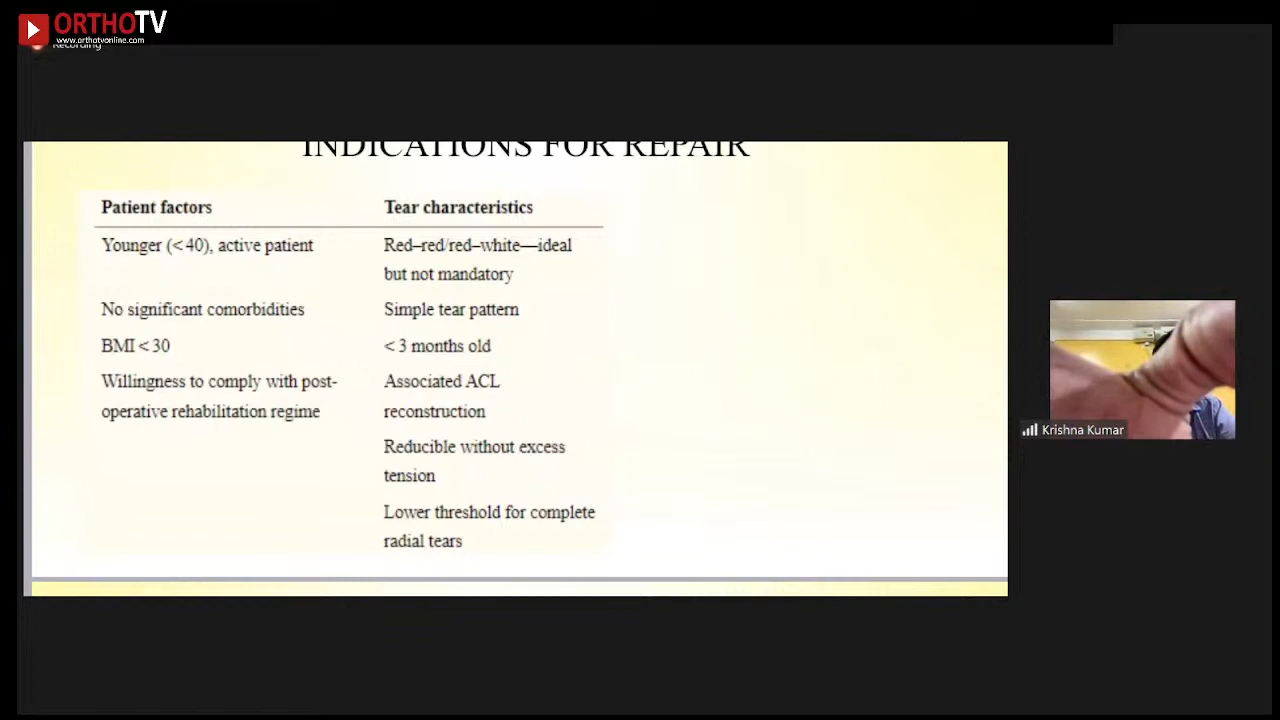 ORTHOTV
www.orthotvonline.com
Recording
INDICATIONS FOR REPAIR
Patient factors
Tear characteristics
Younger (<40), active patient
Red–red/red–white—ideal
but not mandatory
No significant comorbidities
Simple tear pattern
BMI < 30
< 3 months old
Willingness to comply with post-
operative rehabilitation regime
Associated ACL
reconstruction
Reducible without excess
tension
Lower threshold for complete
radial tears
Krishna Kumar